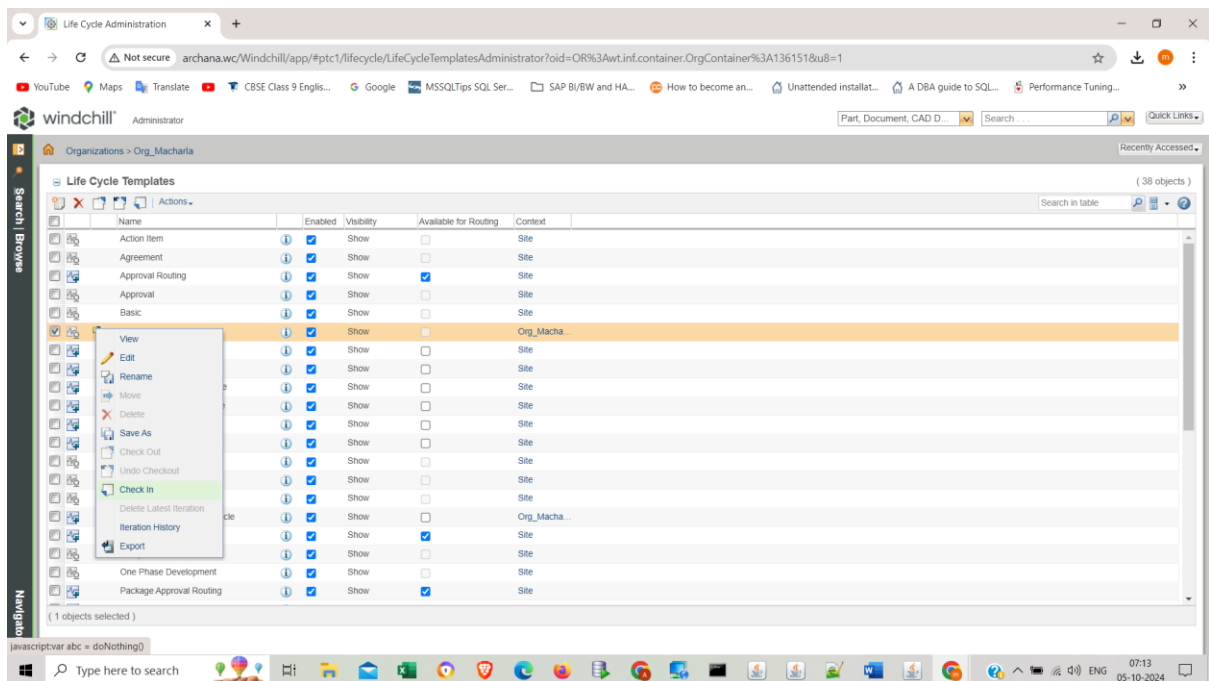 Life Cycle Administration
Not secure archana.wc/Windchill/app/#ptc1/lifecycle/LifeCycleTemplatesAdministrator?oid=OR%3Awt.inf.container.OrgContainer%3A136151&u8=1
m
YouTube Maps Translate CBSE Class 9 Englis... Google MSSQLTips SQL Ser... SAP BI/BW and HA... How to become an... Unattended installat... A DBA guide to SQL... Performance Tuning... »
windchill Administrator Part, Document, CAD D... Search . . . Quick Links
Organizations > Org_Macharla Recently Accessed
Search | Browse
Life Cycle Templates ( 38 objects )
Actions Search in table
Name Enabled Visibility Available for Routing Context
Action Item Show Site
Agreement Show Site
Approval Routing Show Site
Approval Show Site
Basic Show Site
Show Org_Macha...
View Show Site
Edit Show Site
Rename Show Site
Move Show Site
Delete Show Site
Save As Show Site
Check Out Show Site
Undo Checkout Show Site
Check In Show Site
Delete Latest Iteration cle Show Org_Macha...
Iteration History Show Site
Export Show Site
One Phase Development Show Site
Package Approval Routing Show Site
Navigato
( 1 objects selected )
javascript:var abc = doNothing()
Type here to search ENG 07:13
05-10-2024